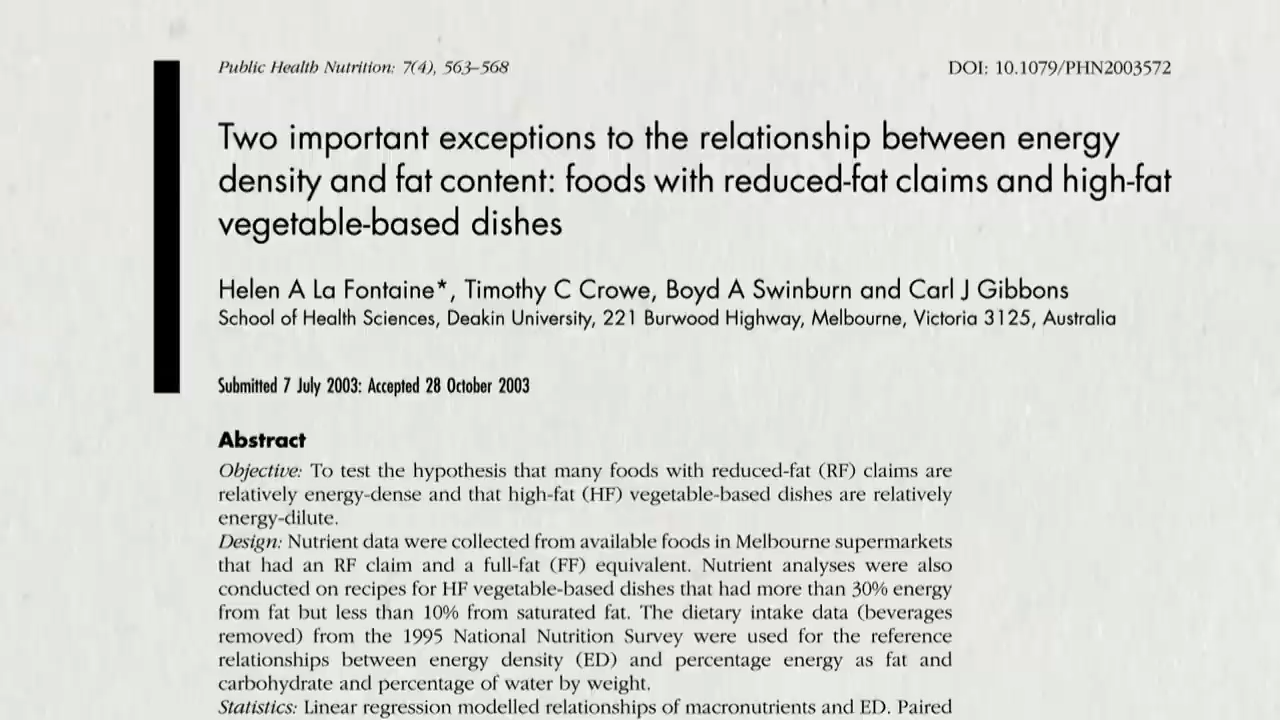 Public Health Nutrition: 7(4), 563–568
DOI: 10.1079/PHN2003572
Two important exceptions to the relationship between energy
density and fat content: foods with reduced-fat claims and high-fat
vegetable-based dishes
Helen A La Fontaine*, Timothy C Crowe, Boyd A Swinburn and Carl J Gibbons
School of Health Sciences, Deakin University, 221 Burwood Highway, Melbourne, Victoria 3125, Australia
Submitted 7 July 2003: Accepted 28 October 2003
Abstract
Objective: To test the hypothesis that many foods with reduced-fat (RF) claims are
relatively energy-dense and that high-fat (HF) vegetable-based dishes are relatively
energy-dilute.
Design: Nutrient data were collected from available foods in Melbourne supermarkets
that had an RF claim and a full-fat (FF) equivalent. Nutrient analyses were also
conducted on recipes for HF vegetable-based dishes that had more than 30% energy
from fat but less than 10% from saturated fat. The dietary intake data (beverages
removed) from the 1995 National Nutrition Survey were used for the reference
relationships between energy density (ED) and percentage energy as fat and
carbohydrate and percentage of water by weight.
Statistics: Linear regression modelled relationships of macronutrients and ED. Paired